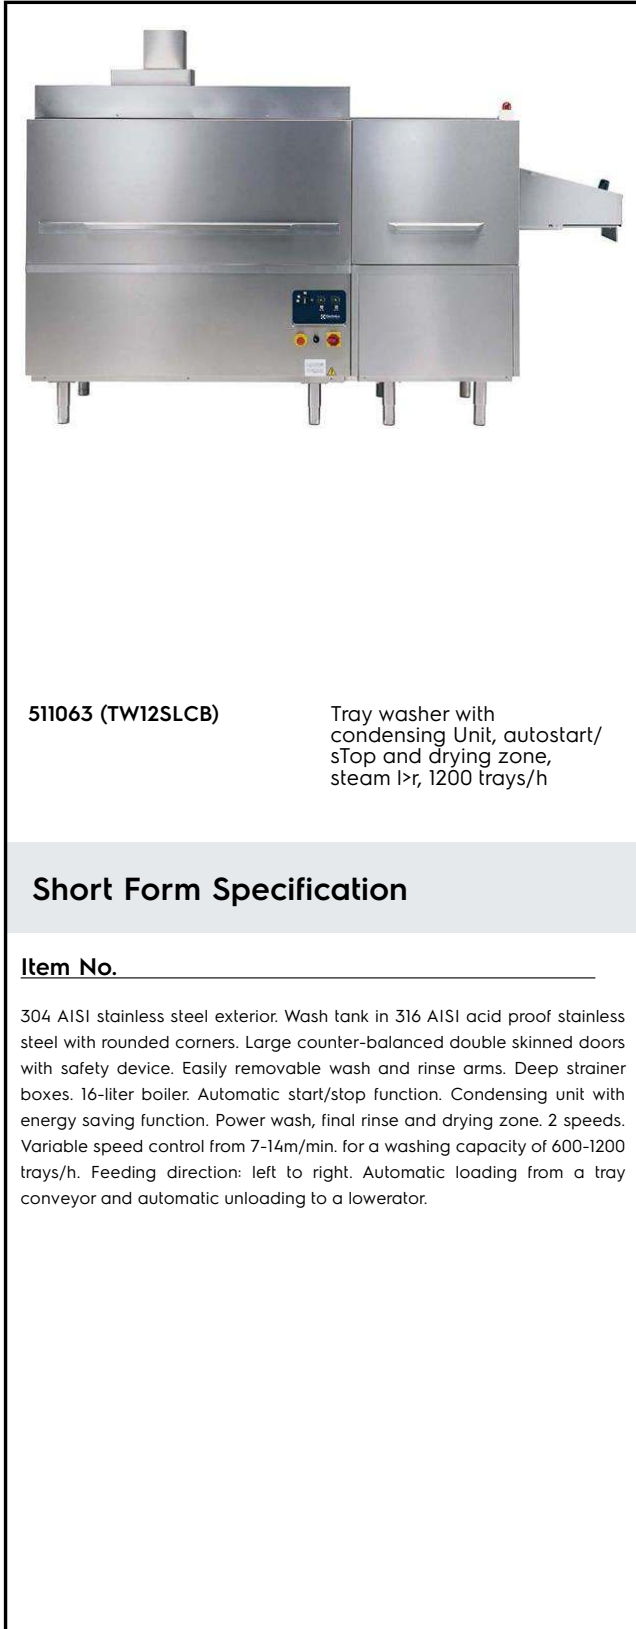 511063 (TW12SLCB)
Tray washer with
condensing Unit, autostart/
sTop and drying zone,
steam l>r, 1200 trays/h
Short Form Specification
Item No.
304 AISI stainless steel exterior. Wash tank in 316 AISI acid proof stainless
steel with rounded corners. Large counter-balanced double skinned doors
with safety device. Easily removable wash and rinse arms. Deep strainer
boxes. 16-liter boiler. Automatic start/stop function. Condensing unit with
energy saving function. Power wash, final rinse and drying zone. 2 speeds.
Variable speed control from 7-14m/min. for a washing capacity of 600-1200
trays/h. Feeding direction: left to right. Automatic loading from a tray
conveyor and automatic unloading to a lowerator.